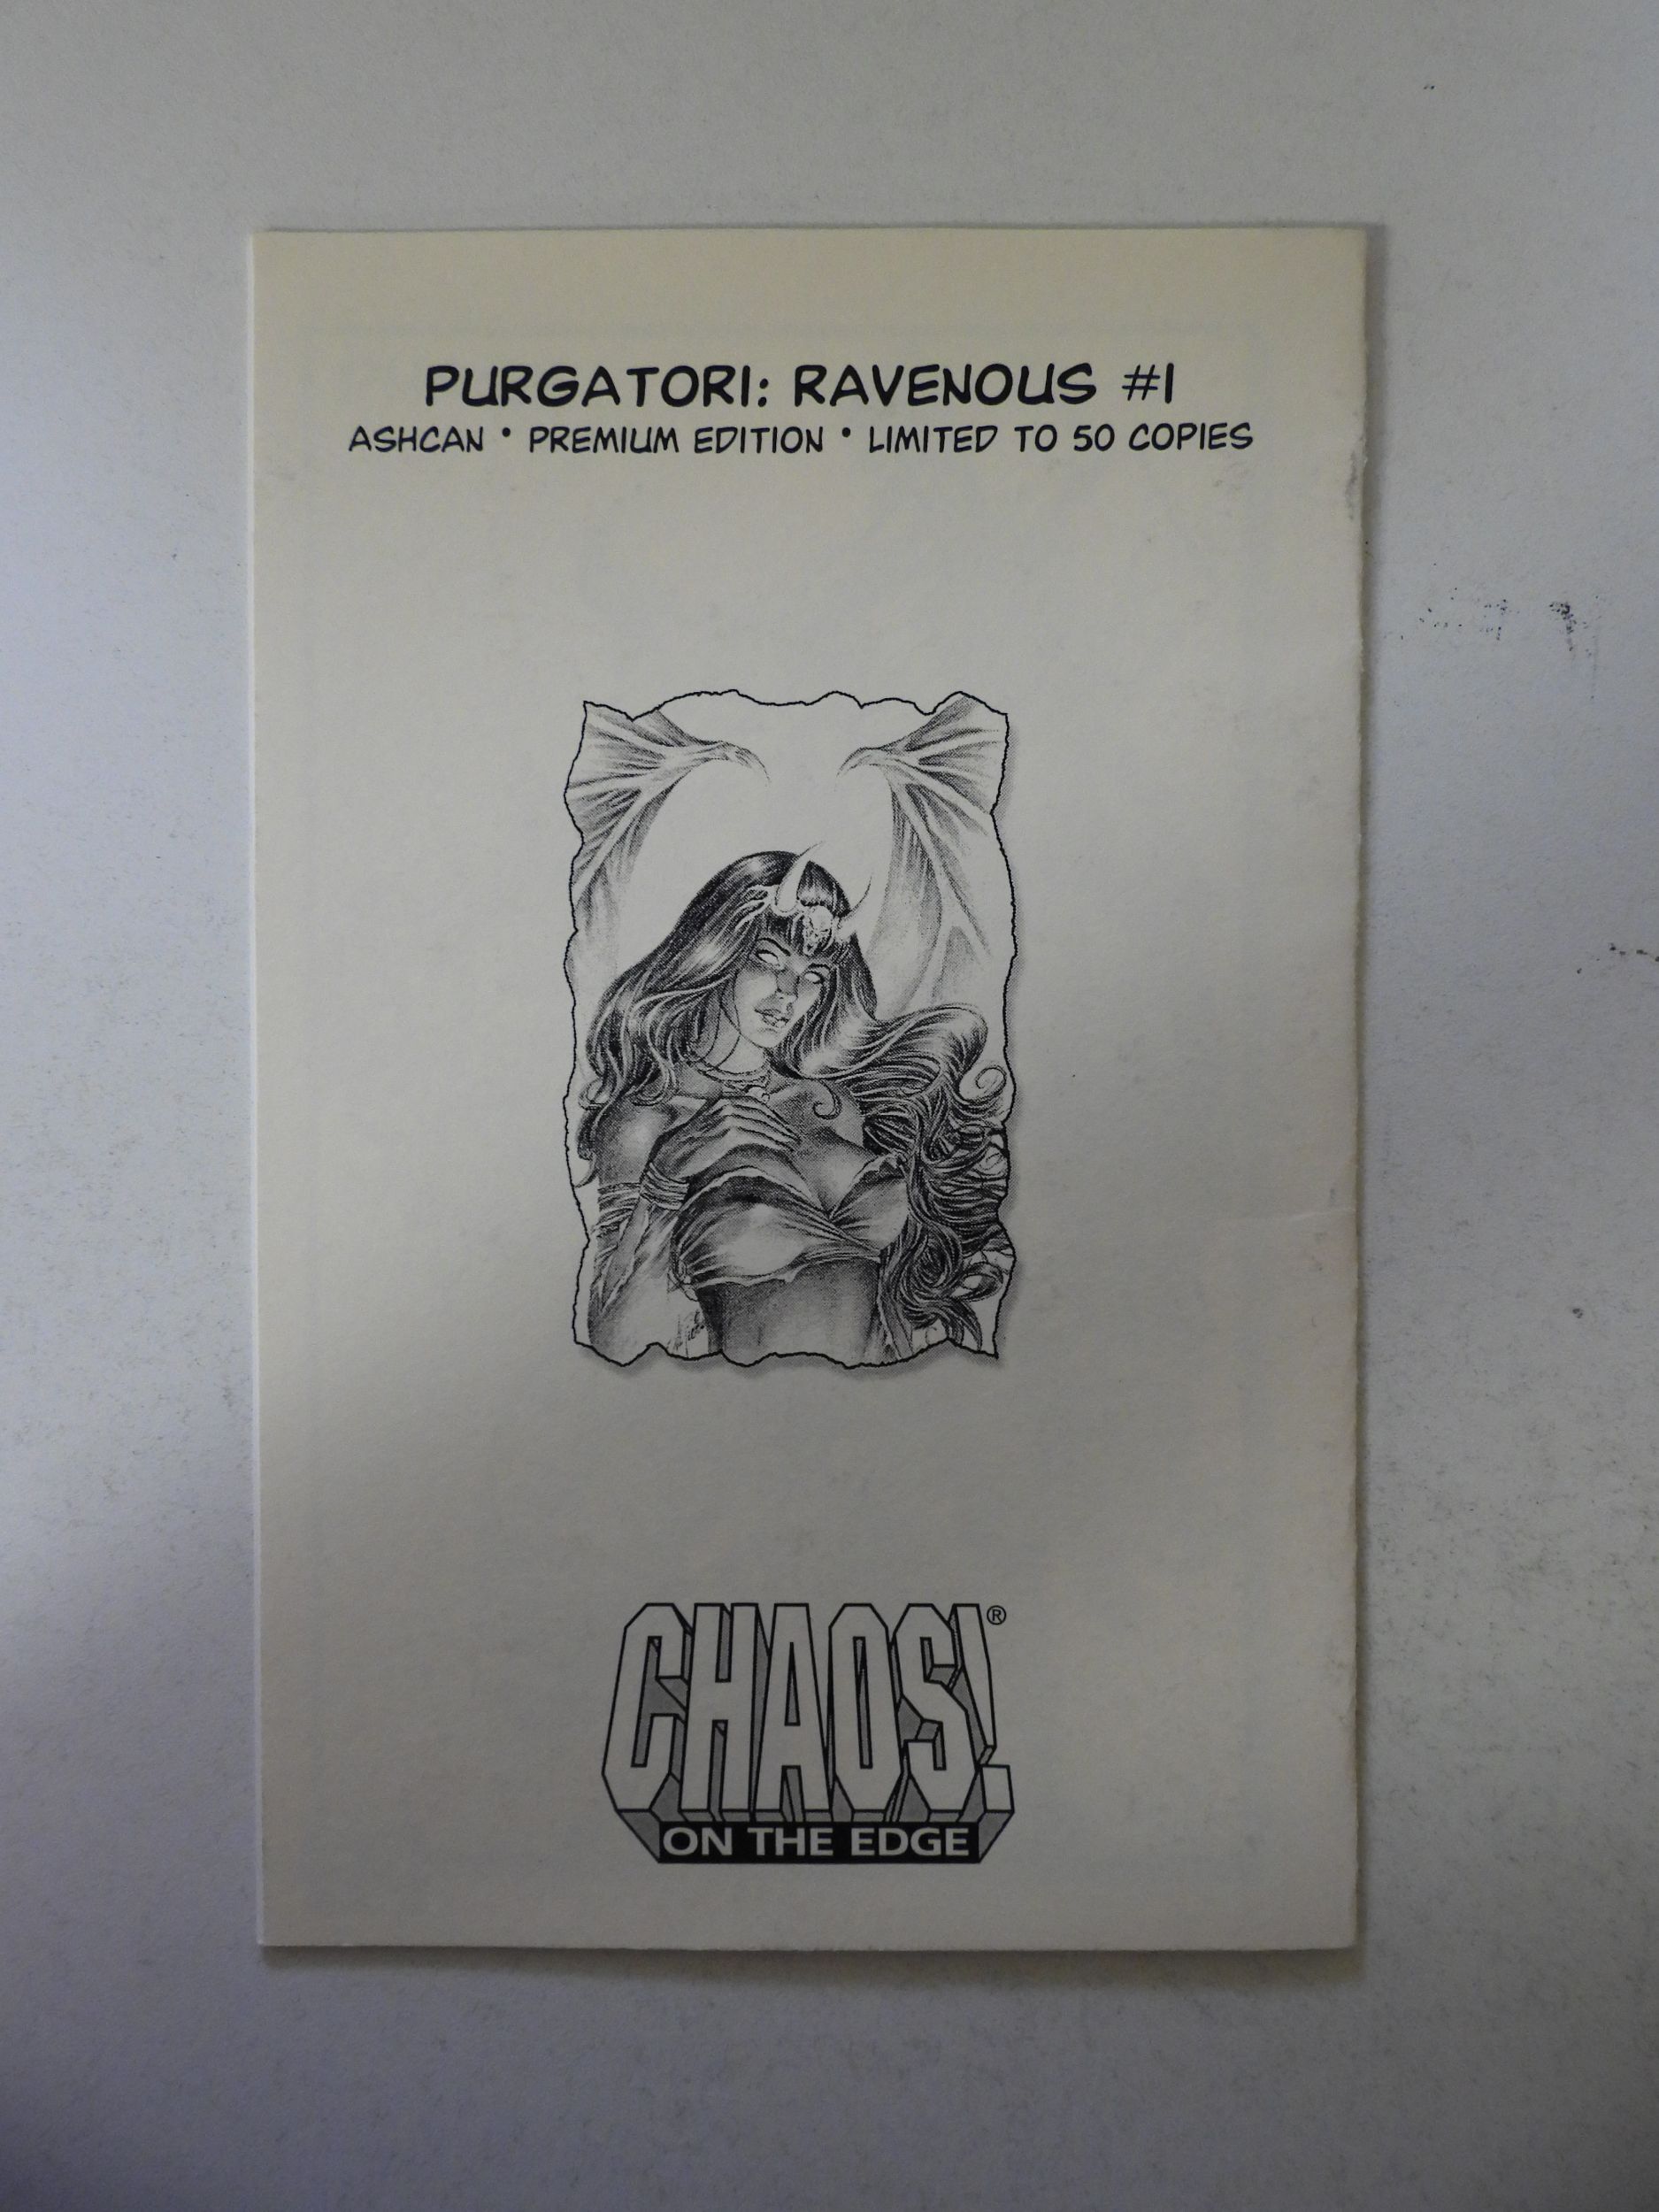 PURGATORI: RAVENOUS #1
ASHCAN • PREMIUM EDITION • LIMITED TO 50 COPIES
CHAOS!®
ON THE EDGE